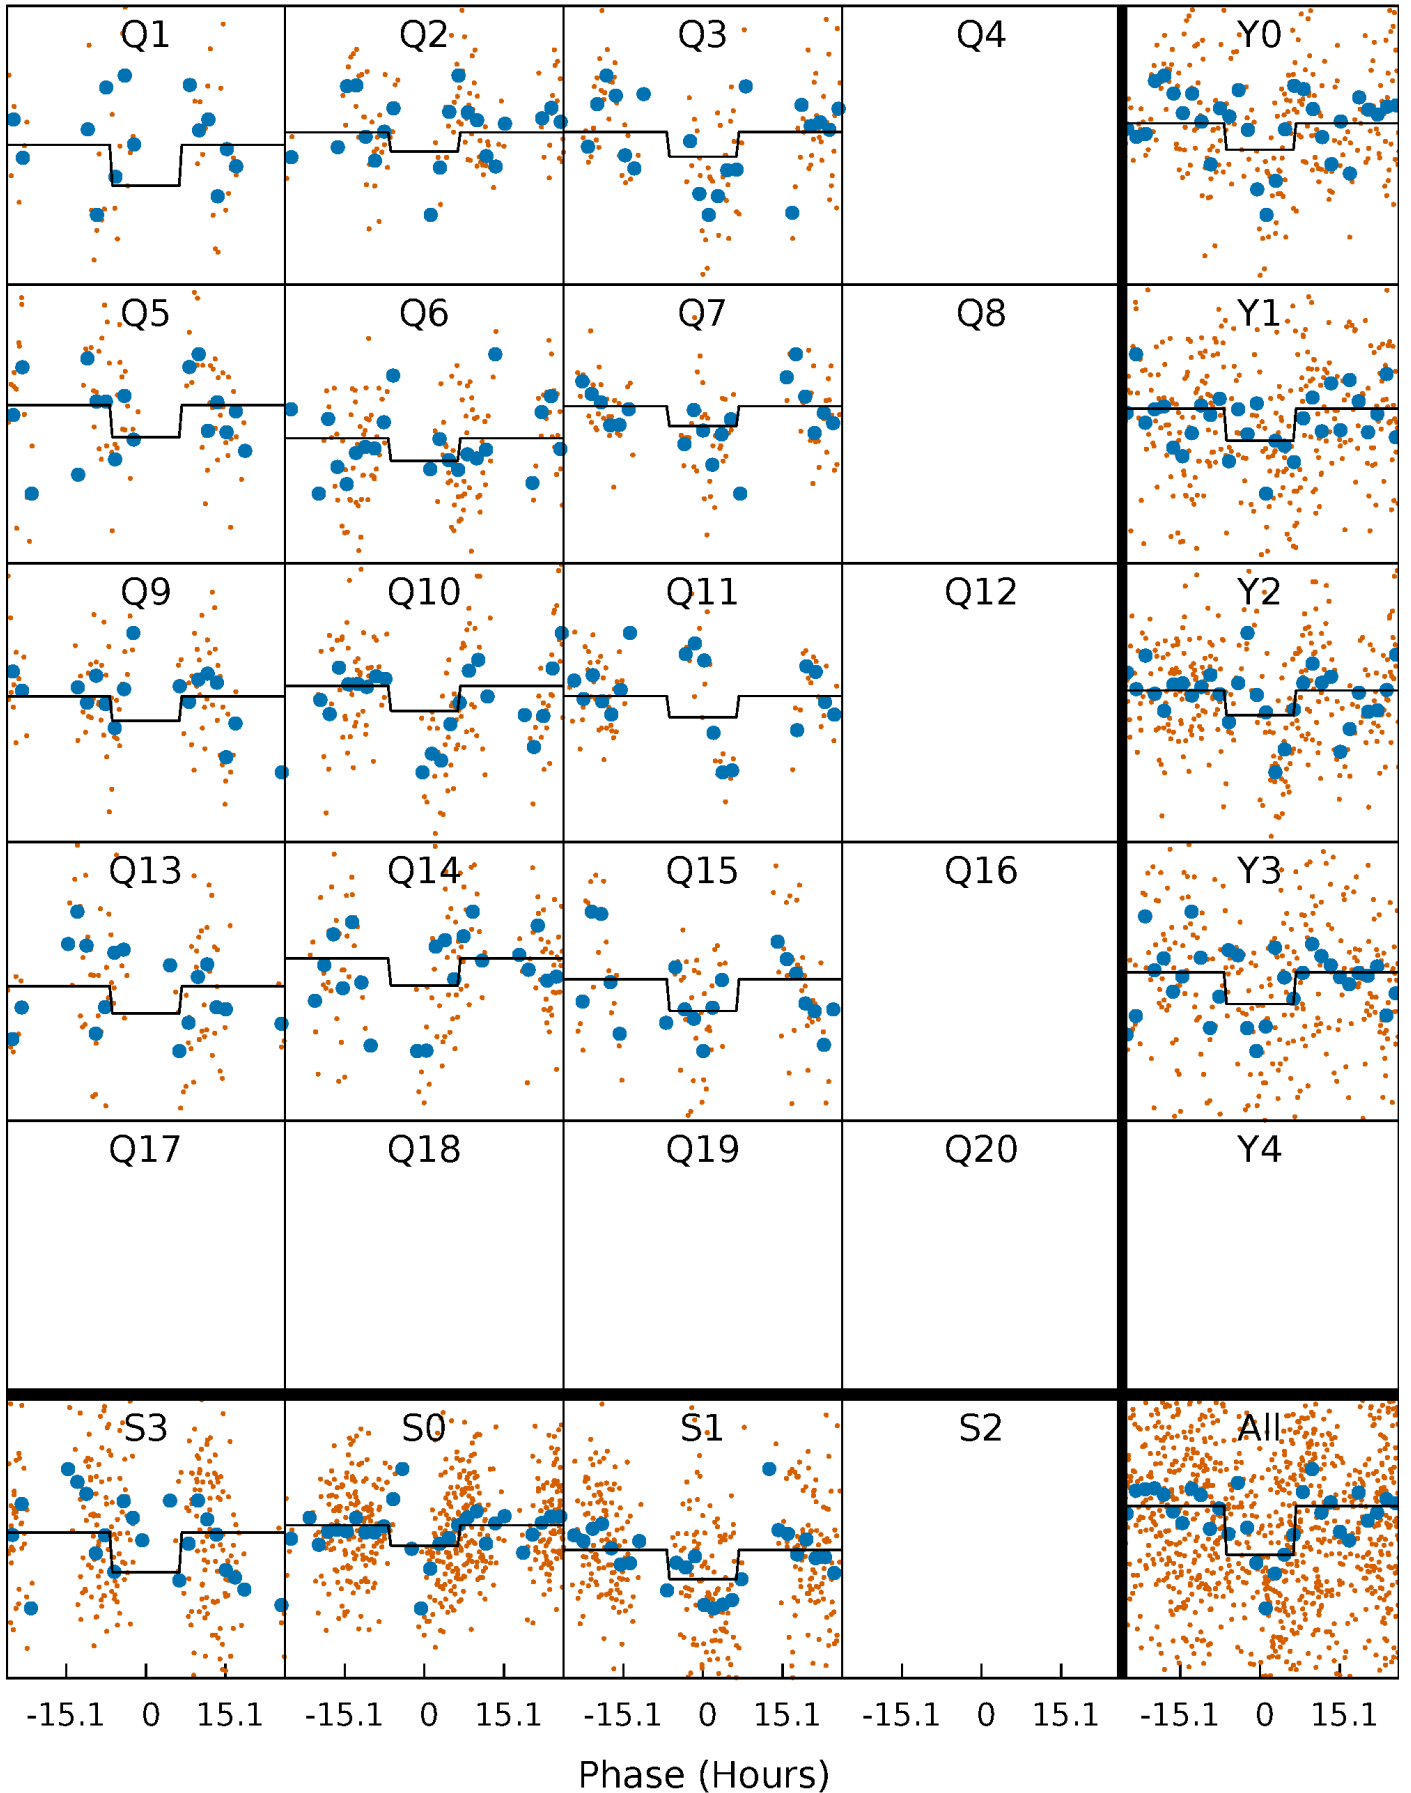 Q1 Q2 Q3 Q4 Y0
Q5 Q6 Q7 Q8 Y1
Q9 Q10 Q11 Q12 Y2
Q13 Q14 Q15 Q16 Y3
Q17 Q18 Q19 Q20 Y4
S3 S0 S1 S2 All
-15.1 0 15.1 -15.1 0 15.1 -15.1 0 15.1 -15.1 0 15.1 -15.1 0 15.1
Phase (Hours)